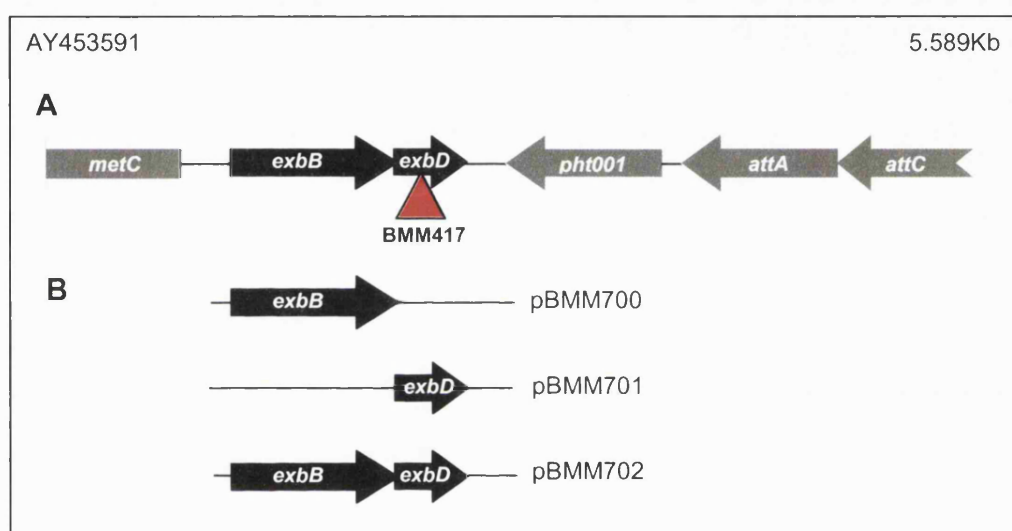 AY453591 5.589Kb
A
metC exbB exbD pht001 attA attC
BMM417
B
exbB pBMM700
exbD pBMM701
exbB exbD pBMM702